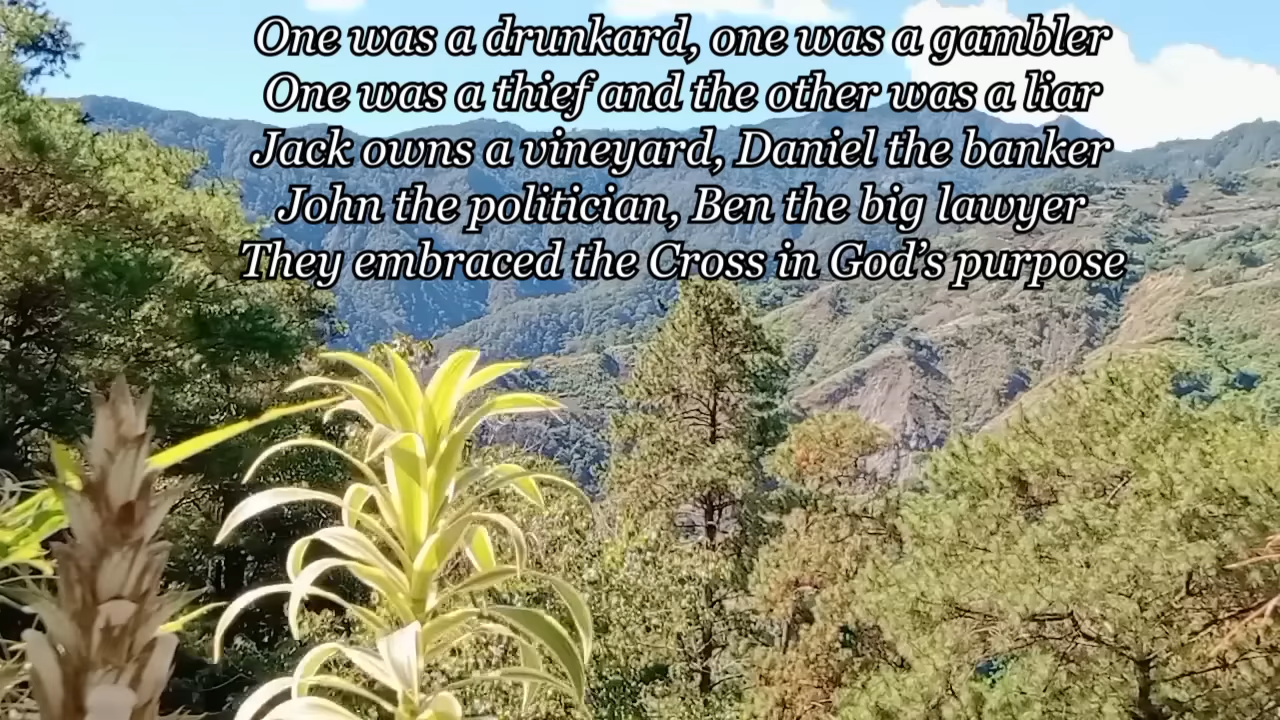 One was a drunkard, one was a gambler
One was a thief and the other was a liar
Jack owns a vineyard, Daniel the banker
John the politician, Ben the big lawyer
They embraced the Cross in God's purpose